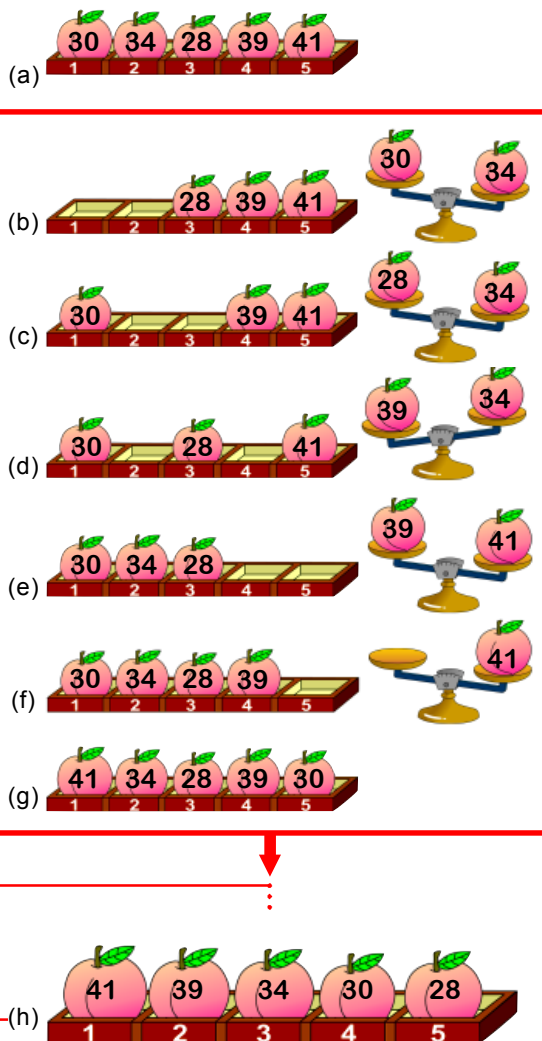 30 34 28 39 41
(a) 1 2 3 4 5
30 34
28 39 41
(b) 1 2 3 4 5
28 34
30 39 41
(c) 1 2 3 4 5
39 34
30 28 41
(d) 1 2 3 4 5
39 41
30 34 28
(e) 1 2 3 4 5
41
30 34 28 39
(f) 1 2 3 4 5
41 34 28 39 30
(g) 1 2 3 4 5
41 39 34 30 28
(h) 1 2 3 4 5